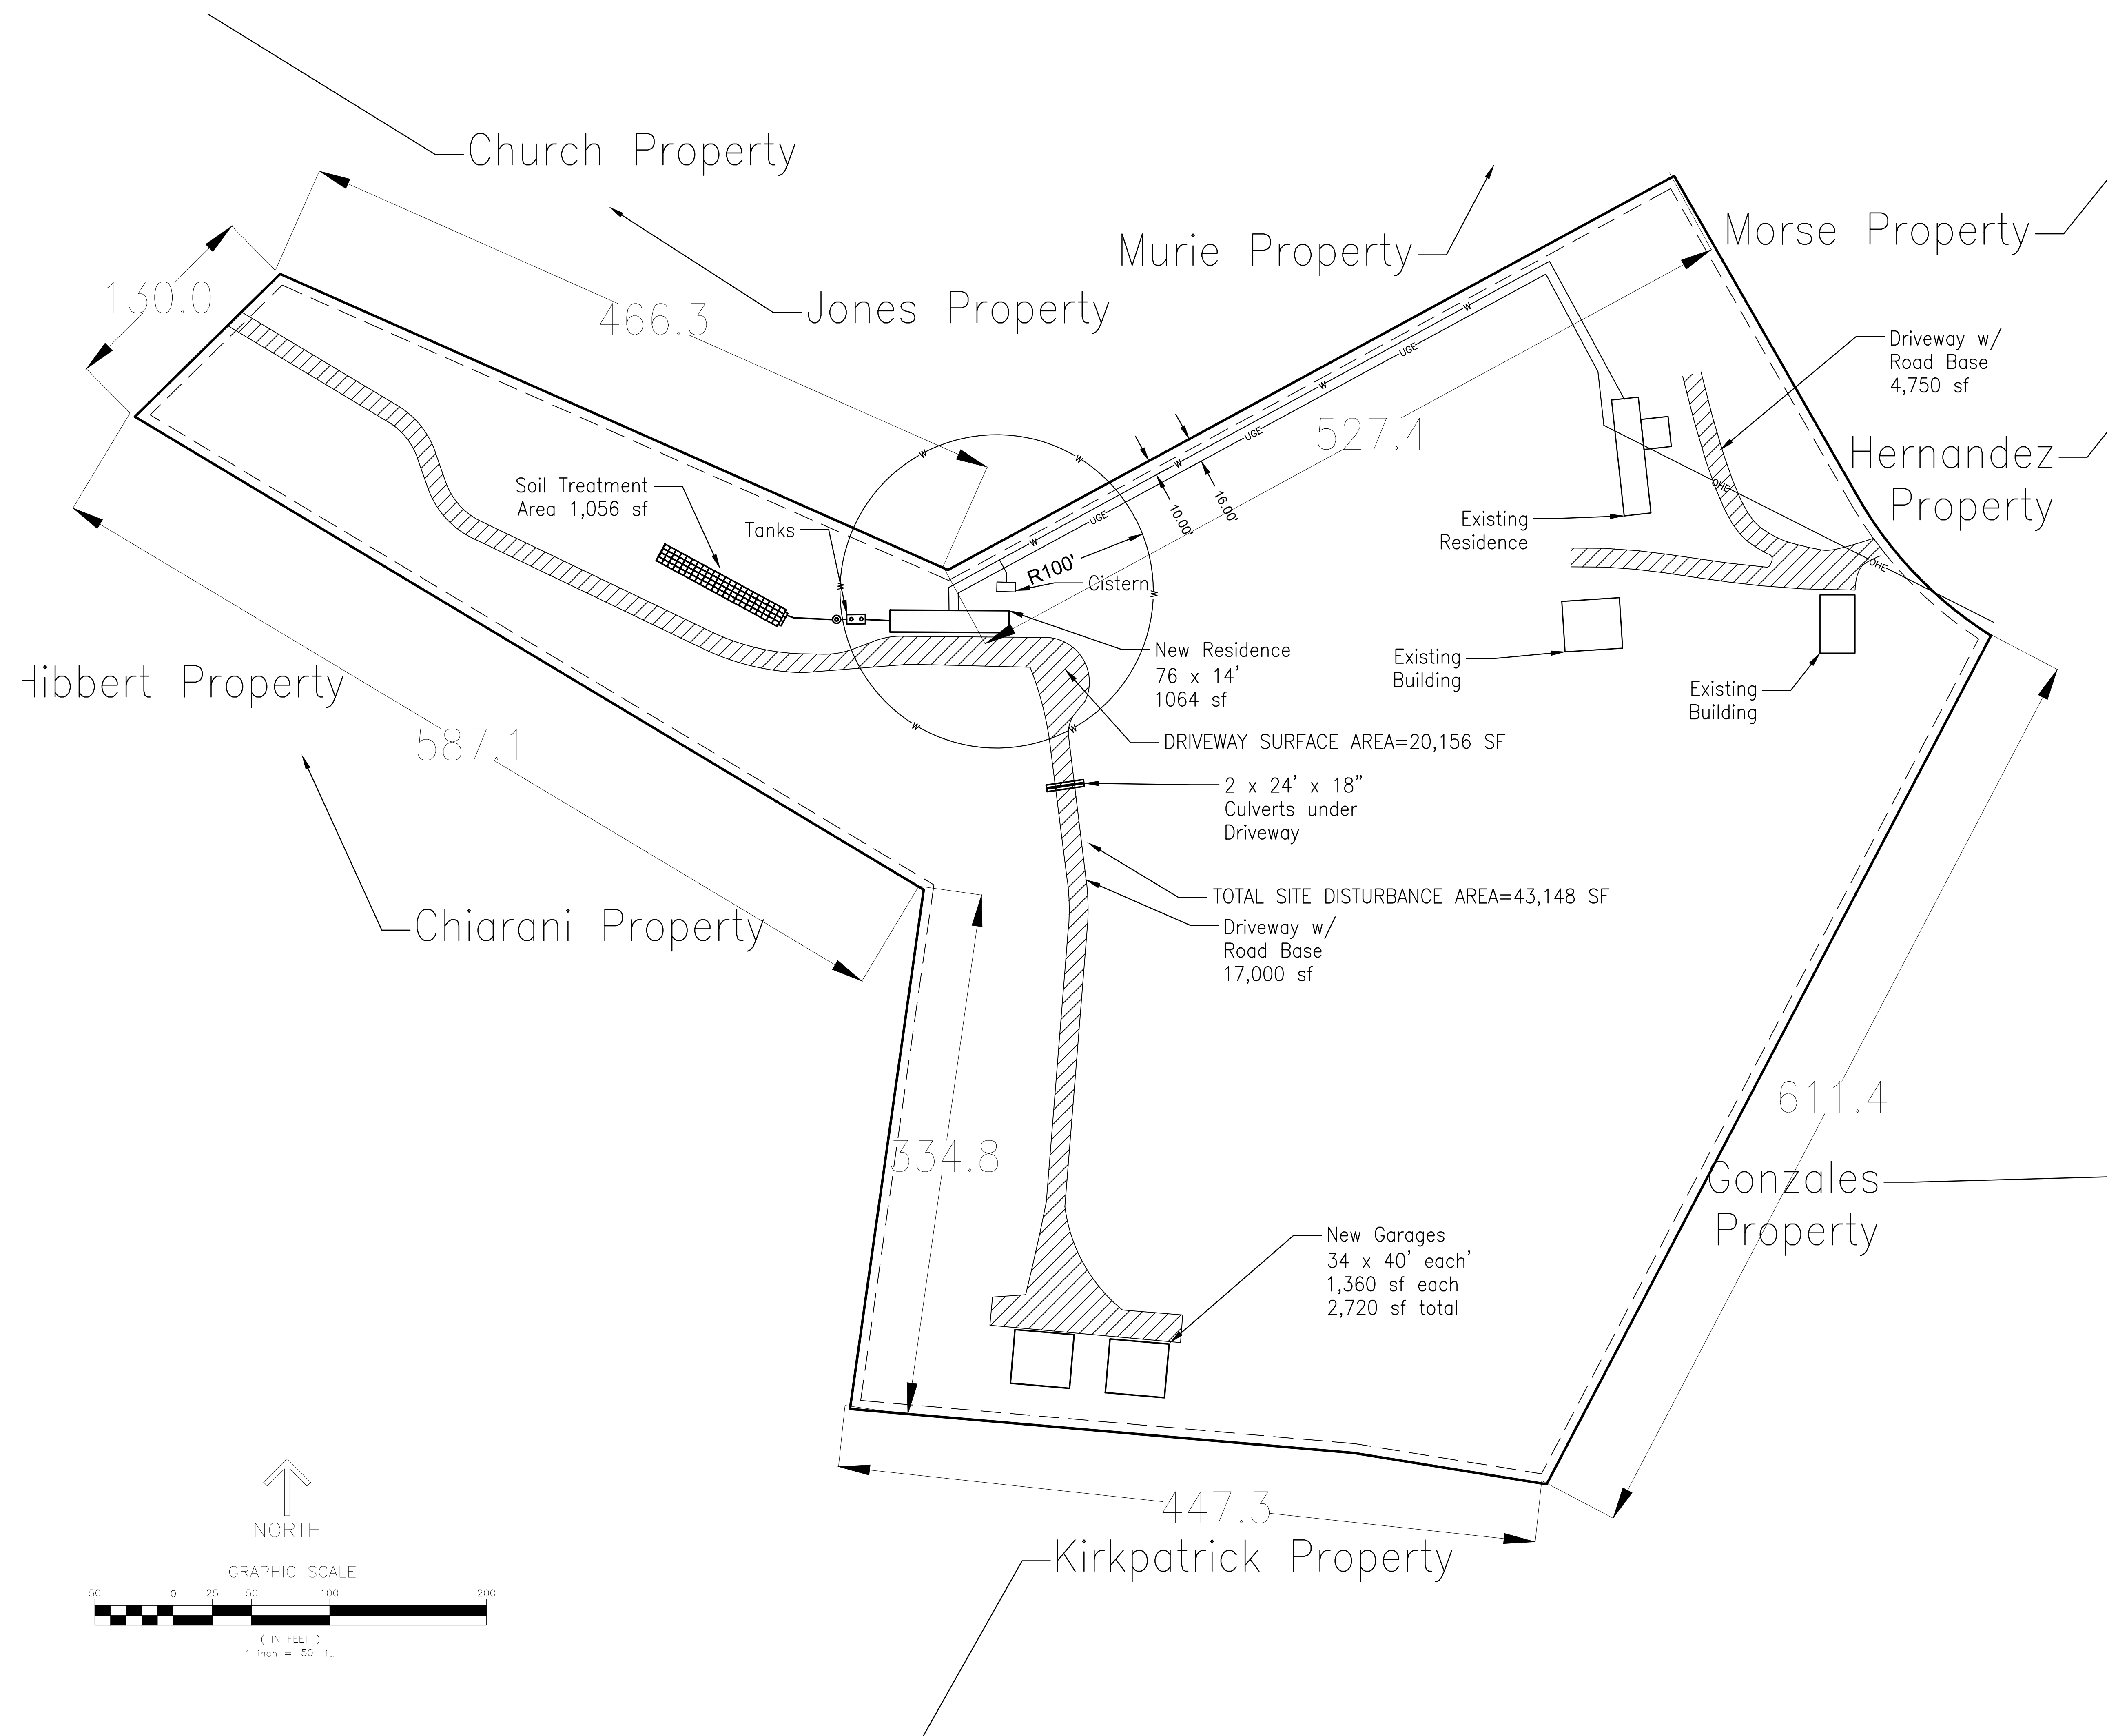 Church Property
Murie Property
Morse Property
130.0
466.3
Jones Property
Driveway w/
Road Base
4,750 sf
527.4
Hernandez
Property
W
W
W
W
W
W
W
W
W
W
W
W
UGE
UGE
UGE
OHE
OHE
10.00'
16.00'
R100'
Soil Treatment
Area 1,056 sf
Tanks
Cistern
Existing
Residence
New Residence
76 x 14'
1064 sf
Existing
Building
Existing
Building
Hibbert Property
587.1
DRIVEWAY SURFACE AREA=20,156 SF
2 x 24' x 18"
Culverts under
Driveway
TOTAL SITE DISTURBANCE AREA=43,148 SF
Driveway w/
Road Base
17,000 sf
Chiarani Property
334.8
611.4
Gonzales
Property
New Garages
34 x 40' each'
1,360 sf each
2,720 sf total
447.3
Kirkpatrick Property
NORTH
GRAPHIC SCALE
50 0 25 50 100 200
( IN FEET )
1 inch = 50 ft.